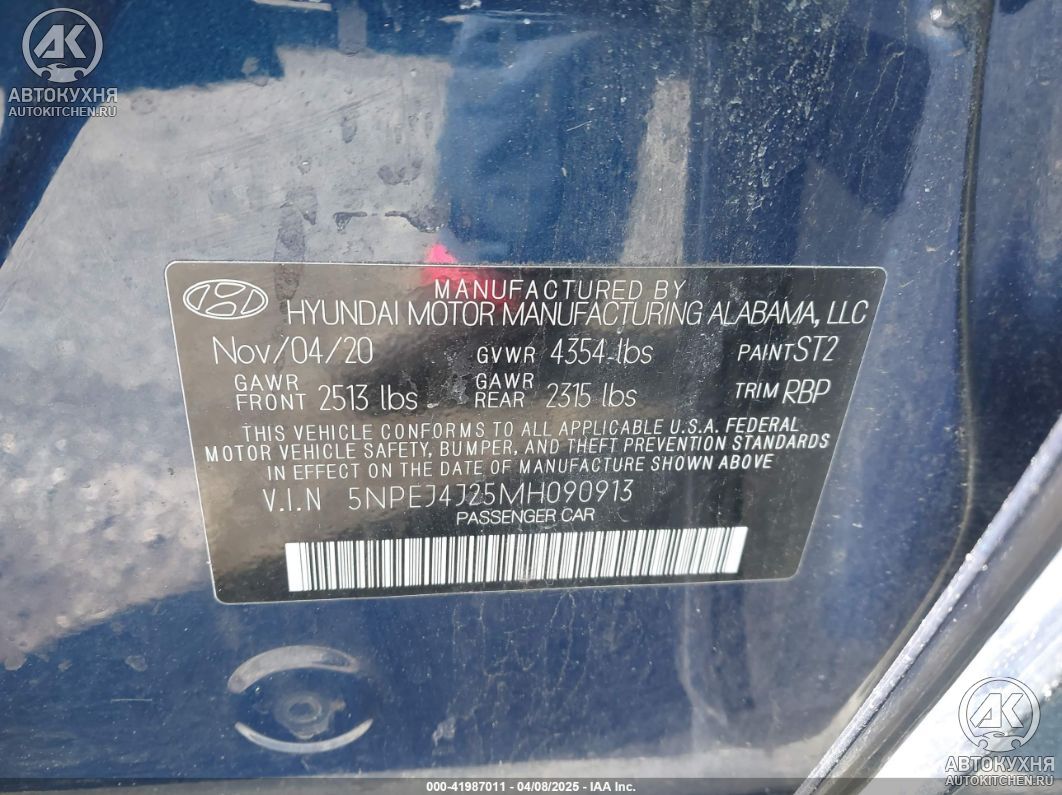 АК
АВТОКУХНЯ
AUTOKITCHEN.RU
MANUFACTURED BY
HYUNDAI MOTOR MANUFACTURING ALABAMA, LLC
Nov/04/20 GVWR 4354 lbs PAINT ST2
GAWR FRONT 2513 lbs GAWR REAR 2315 lbs TRIM RBP
THIS VEHICLE CONFORMS TO ALL APPLICABLE U.S.A. FEDERAL
MOTOR VEHICLE SAFETY, BUMPER, AND THEFT PREVENTION STANDARDS
IN EFFECT ON THE DATE OF MANUFACTURE SHOWN ABOVE
V.I.N 5NPEJ4J25MH090913
PASSENGER CAR
АК
АВТОКУХНЯ
AUTOKITCHEN.RU
000-41987011 - 04/08/2025 - IAA Inc.